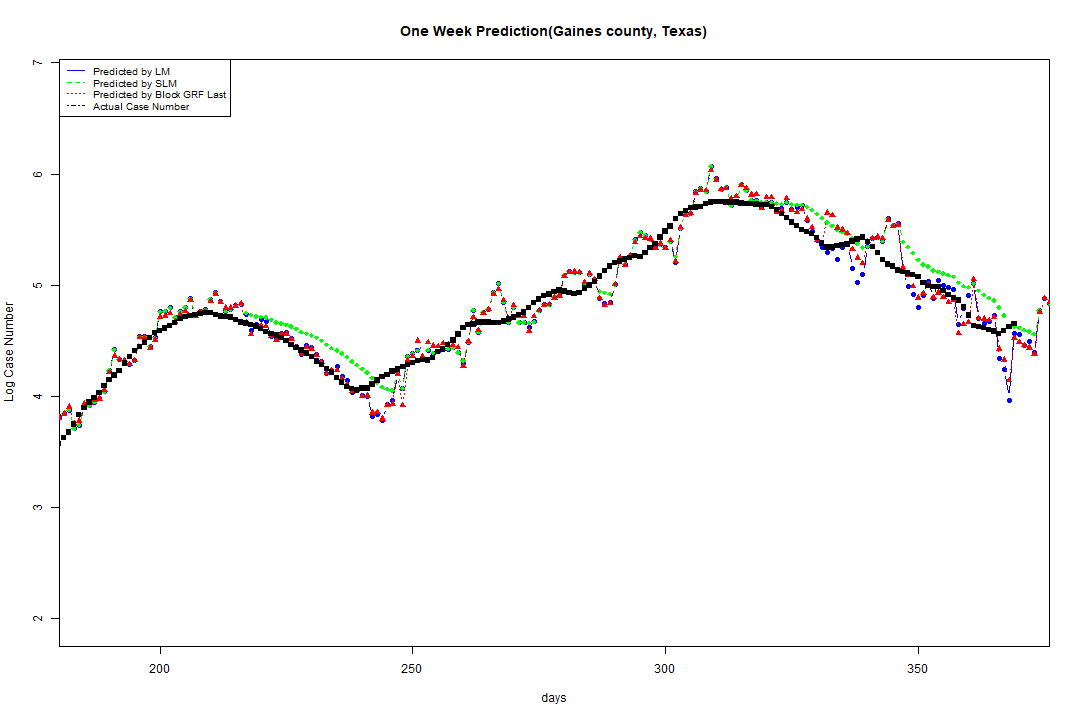 One Week Prediction(Gaines county, Texas)
Predicted by LM
Predicted by SLM
Predicted by Block GRF Last
Actual Case Number
7
6
5
4
3
2
Log Case Number
200 250 300 350
days